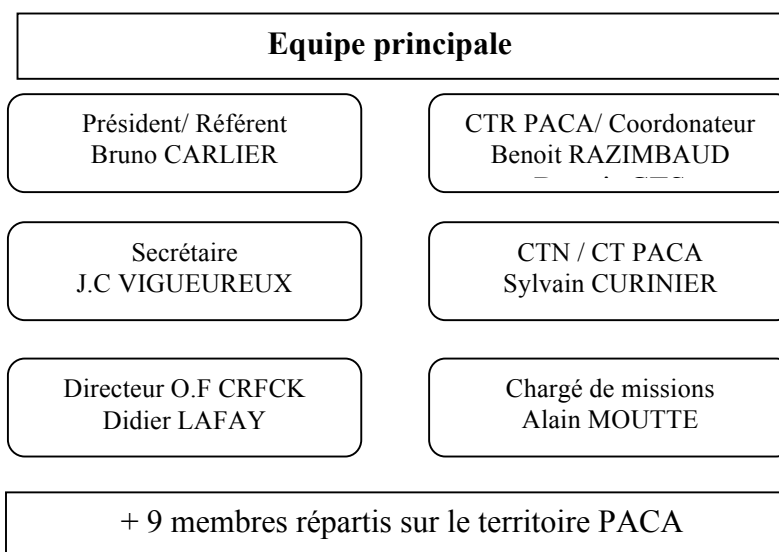 Equipe principale
Président/ Référent
Bruno CARLIER
CTR PACA/ Coordonateur
Benoit RAZIMBAUD
Secrétaire
J.C VIGUEUREUX
CTN / CT PACA
Sylvain CURINIER
Directeur O.F CRFCK
Didier LAFAY
Chargé de missions
Alain MOUTTE
+ 9 membres répartis sur le territoire PACA